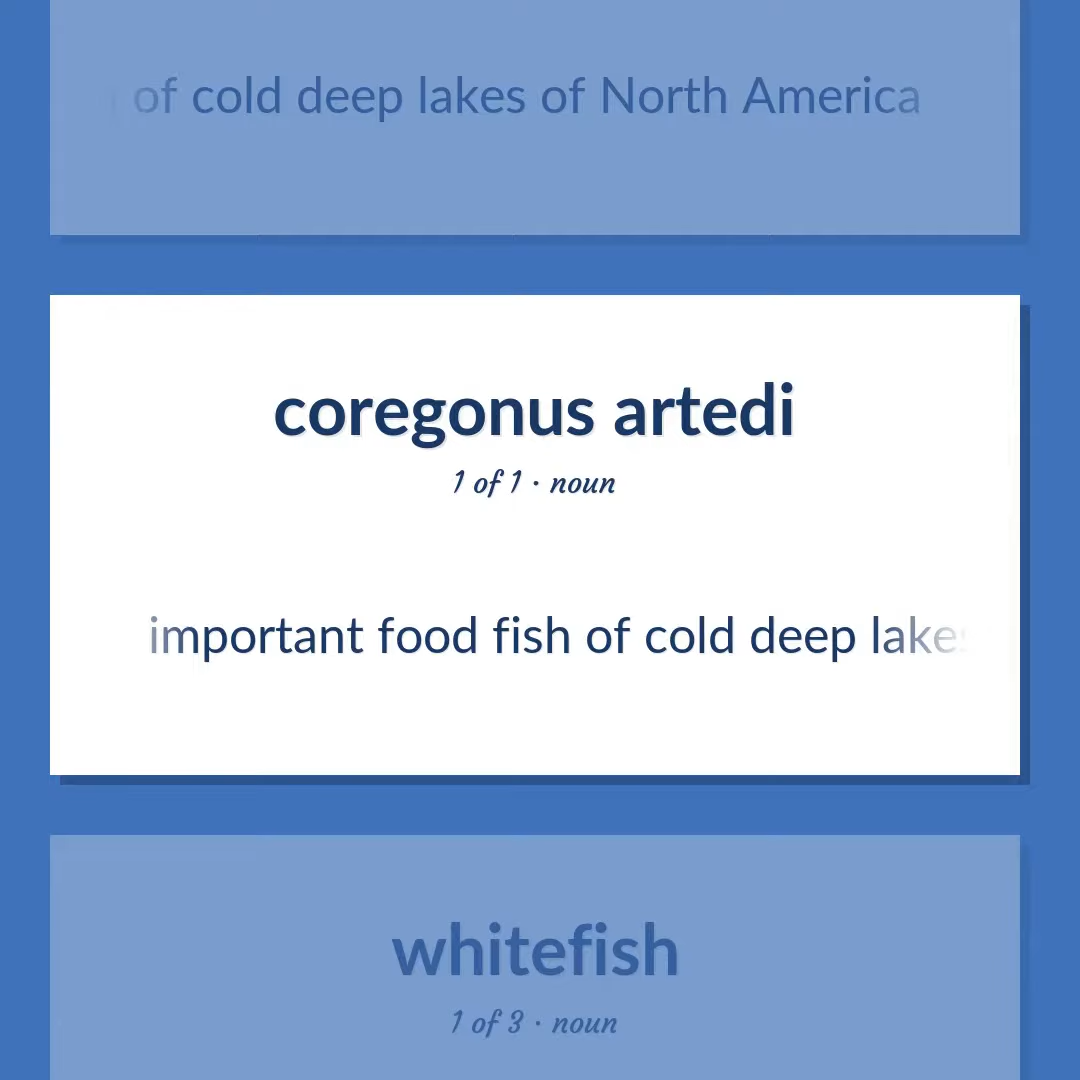 of cold deep lakes of North America
coregonus artedi
1 of 1 · noun
important food fish of cold deep lakes
whitefish
1 of 3 · noun